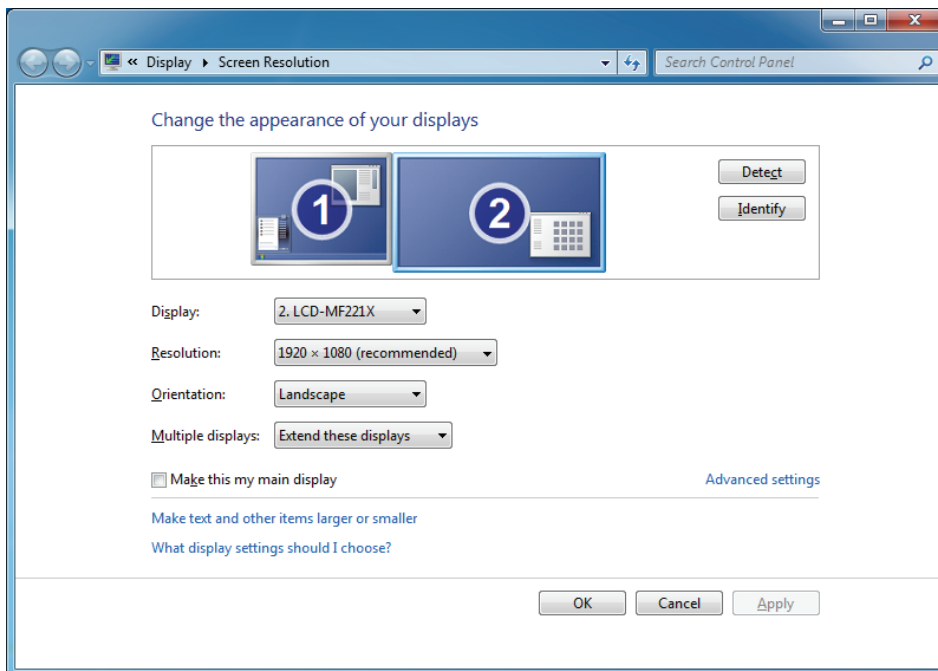 « Display ▸ Screen Resolution
Search Control Panel
Change the appearance of your displays
1
2
Detect
Identify
Display:
2. LCD-MF221X
Resolution:
1920 × 1080 (recommended)
Orientation:
Landscape
Multiple displays:
Extend these displays
Make this my main display
Advanced settings
Make text and other items larger or smaller
What display settings should I choose?
OK
Cancel
Apply